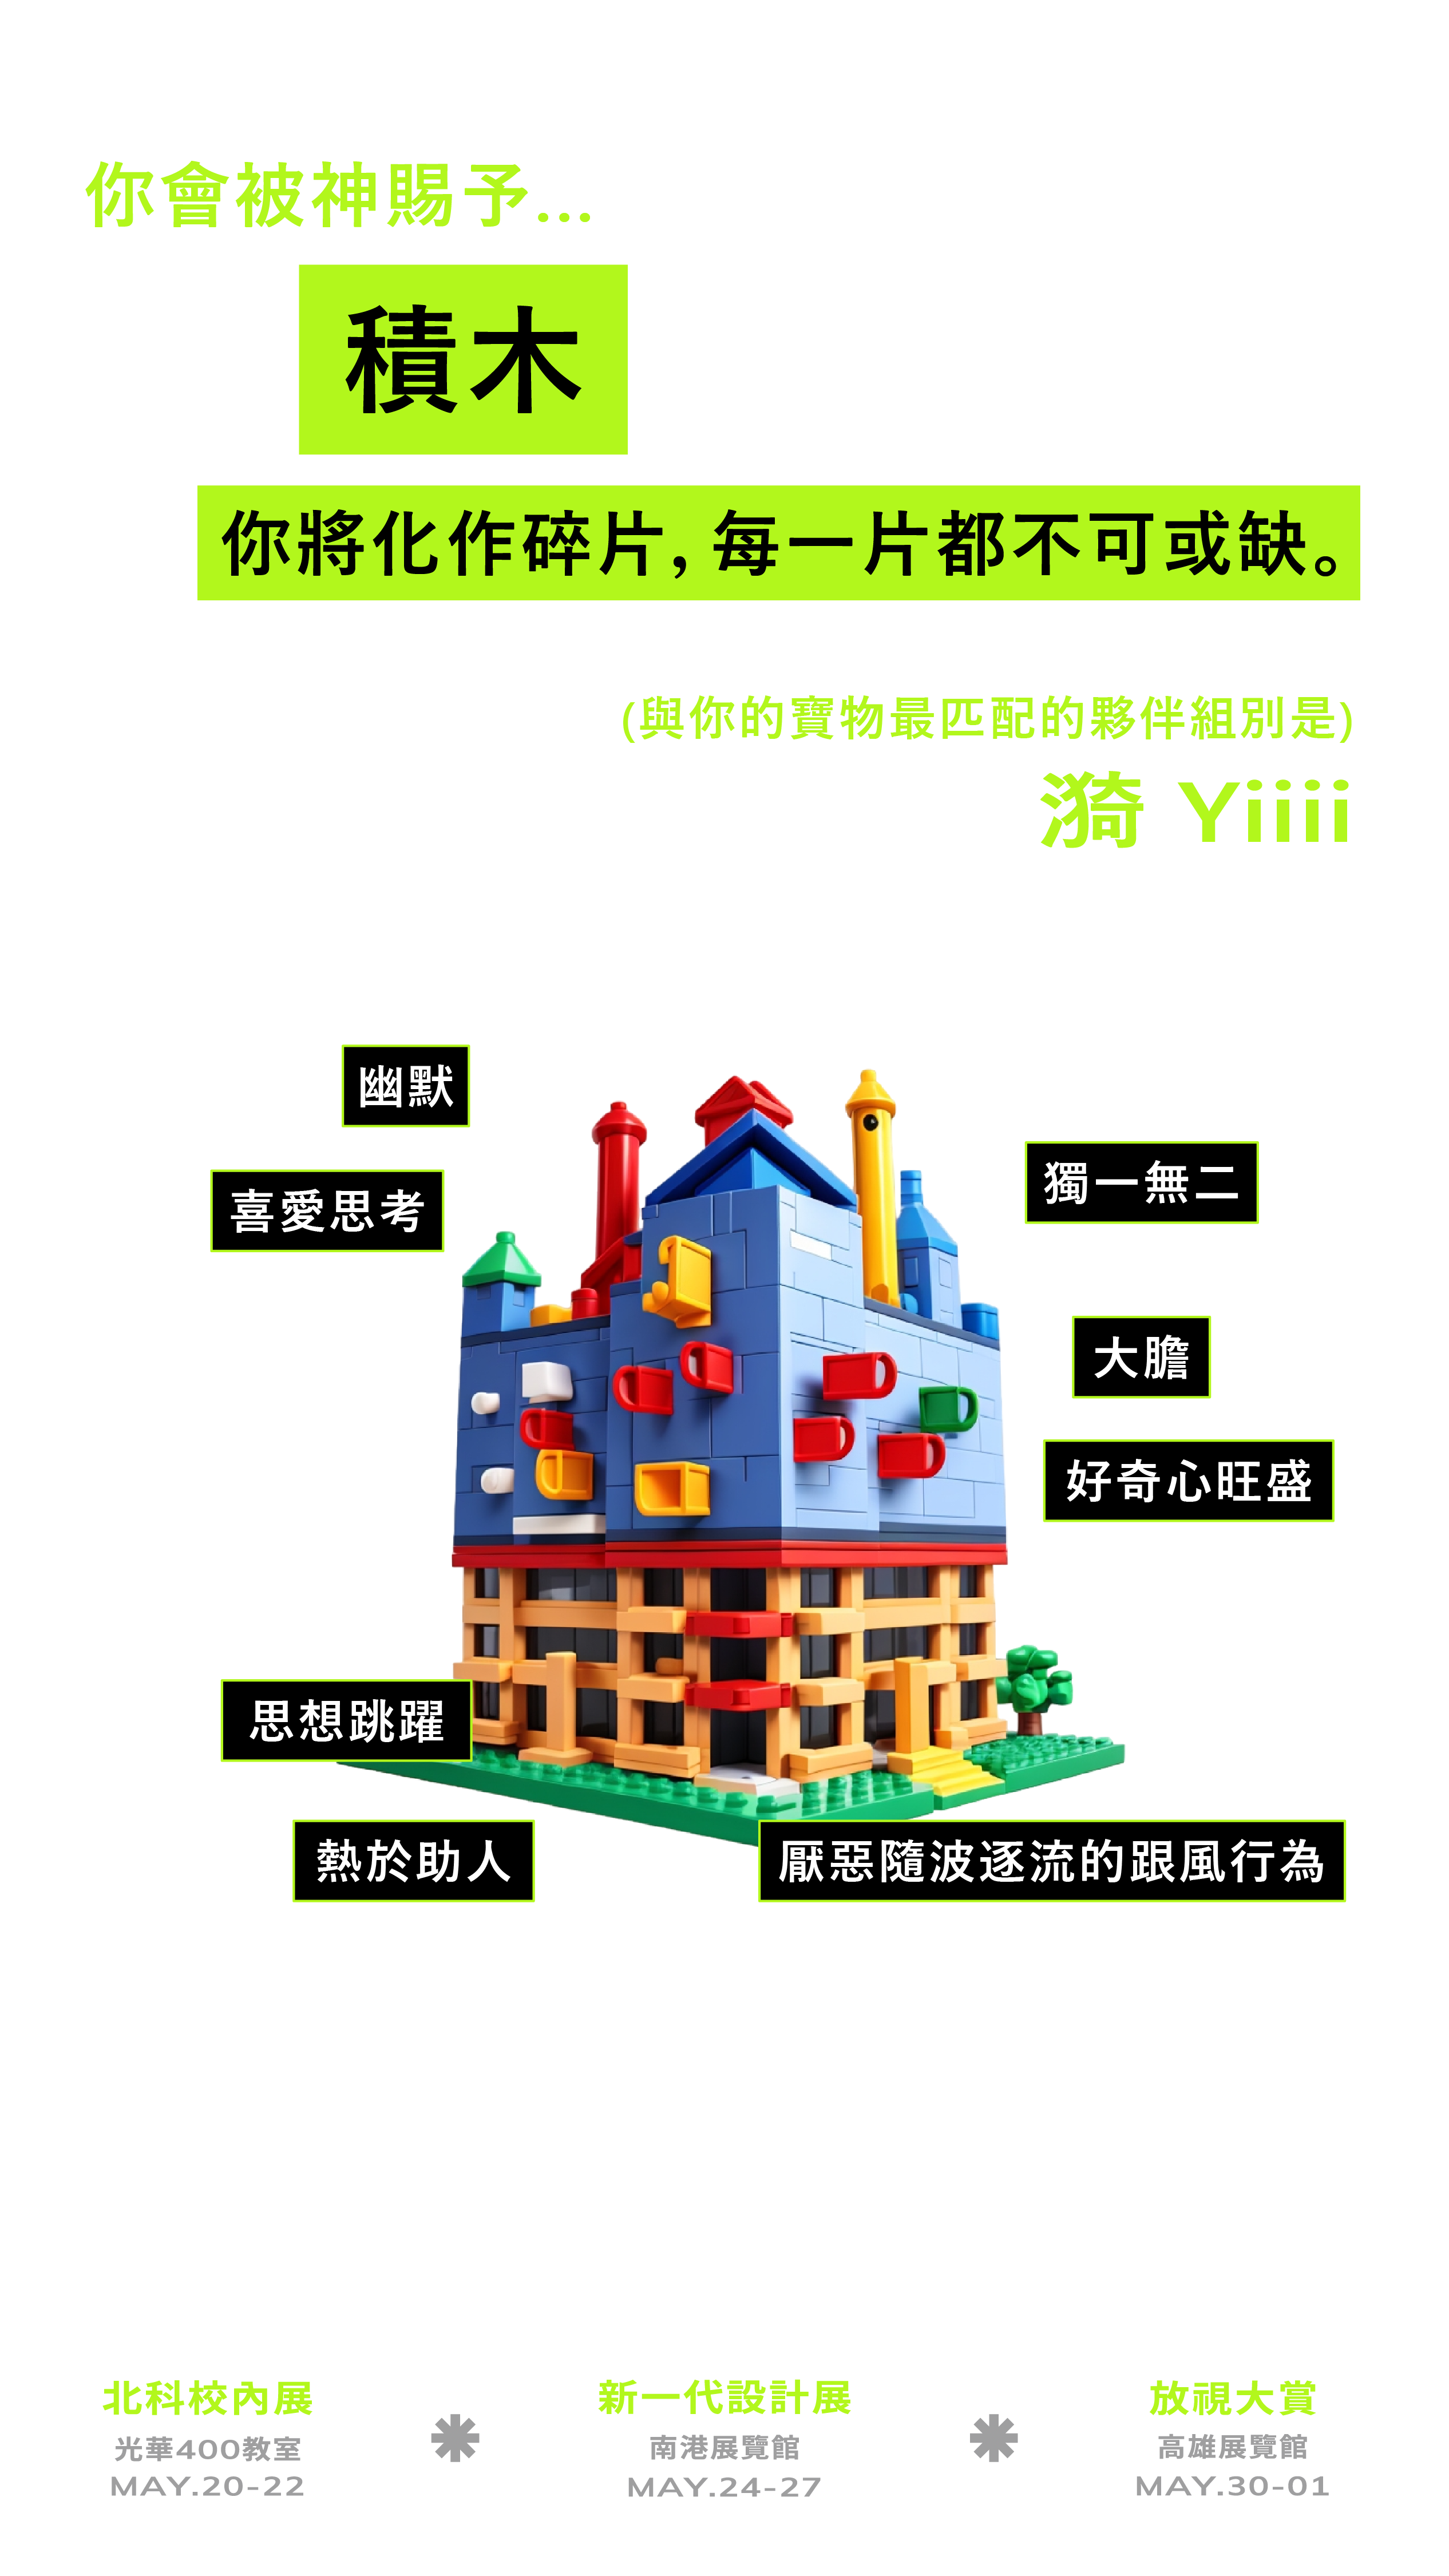 你會被神賜予...
積木
你將化作碎片, 每一片都不可或缺。
(與你的寶物最匹配的夥伴組別是)
漪 Yiiii
幽默
喜愛思考
獨一無二
大膽
好奇心旺盛
思想跳躍
熱於助人
厭惡隨波逐流的跟風行為
北科校內展
光華400教室
MAY.20-22
新一代設計展
南港展覽館
MAY.24-27
放視大賞
高雄展覽館
MAY.30-01